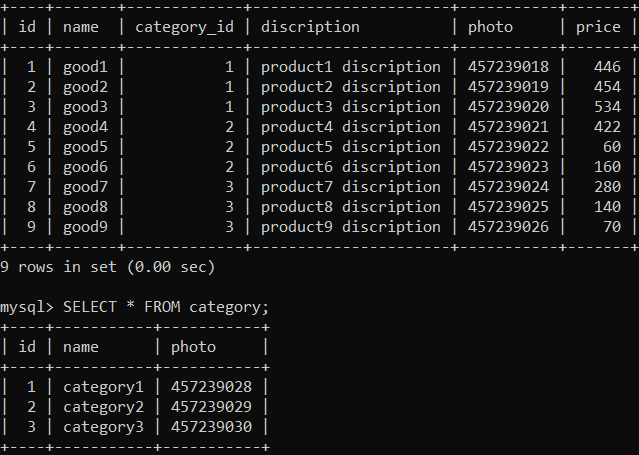 +----+-------+-------------+----------------------+-----------+-------+
| id | name  | category_id | discription          | photo     | price |
+----+-------+-------------+----------------------+-----------+-------+
|  1 | good1 |           1 | product1 discription | 457239018 |   446 |
|  2 | good2 |           1 | product2 discription | 457239019 |   454 |
|  3 | good3 |           1 | product3 discription | 457239020 |   534 |
|  4 | good4 |           2 | product4 discription | 457239021 |   422 |
|  5 | good5 |           2 | product5 discription | 457239022 |    60 |
|  6 | good6 |           2 | product6 discription | 457239023 |   160 |
|  7 | good7 |           3 | product7 discription | 457239024 |   280 |
|  8 | good8 |           3 | product8 discription | 457239025 |   140 |
|  9 | good9 |           3 | product9 discription | 457239026 |    70 |
+----+-------+-------------+----------------------+-----------+-------+
9 rows in set (0.00 sec)
mysql> SELECT * FROM category;
+----+-----------+-----------+
| id | name      | photo     |
+----+-----------+-----------+
|  1 | category1 | 457239028 |
|  2 | category2 | 457239029 |
|  3 | category3 | 457239030 |
+----+-----------+-----------+